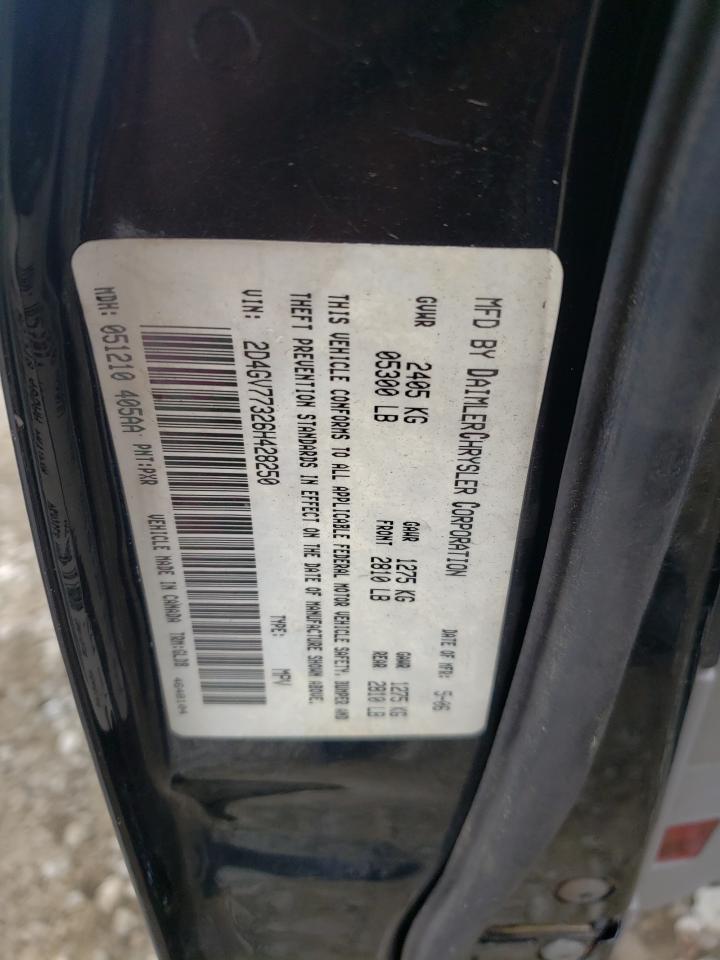 MFD BY DAIMLERCHRYSLER CORPORATION
DATE OF MFR: 5-06
GVWR 2405 KG
05300 LB
GAWR 1275 KG
FRONT 2810 LB
GAWR 1275 KG
REAR 2810 LB
THIS VEHICLE CONFORMS TO ALL APPLICABLE FEDERAL MOTOR VEHICLE SAFETY, BUMPER AND
THEFT PREVENTION STANDARDS IN EFFECT ON THE DATE OF MANUFACTURE SHOWN ABOVE.
VIN: 2D4GV77326H428250
TYPE: MPV
MDH: 051210 405AA PNT:PXR VEHICLE MADE IN CANADA TRM:GLDB 4648104